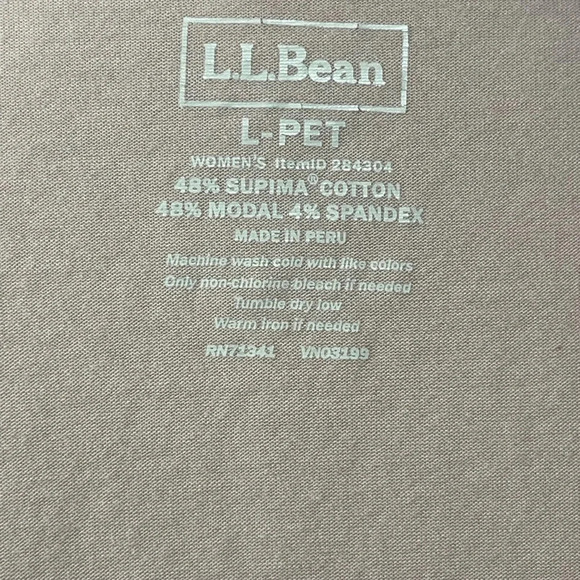 L.L.Bean
L-PET
WOMEN'S ItemID 284304
48% SUPIMA® COTTON
48% MODAL 4% SPANDEX
MADE IN PERU
Machine wash cold with like colors
Only non-chlorine bleach if needed
Tumble dry low
Warm iron if needed
RN71341 VN03199